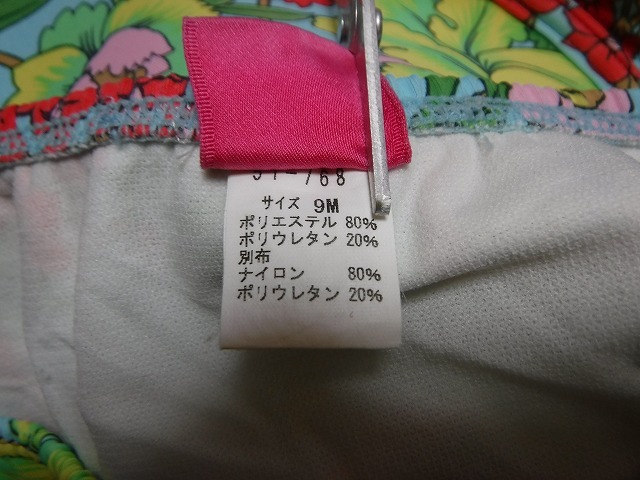 サイズ 9M
ポリエステル 80%
ポリウレタン 20%
別布
ナイロン 80%
ポリウレタン 20%